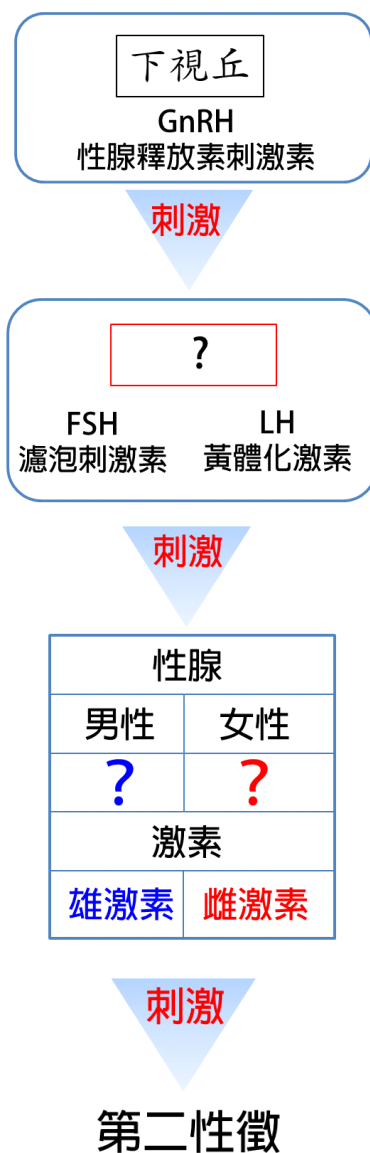 下視丘
GnRH
性腺釋放素刺激素
刺激
?
FSH LH
濾泡刺激素 黃體化激素
刺激
性腺
男性 女性
? ?
激素
雄激素 雌激素
刺激
第二性徵